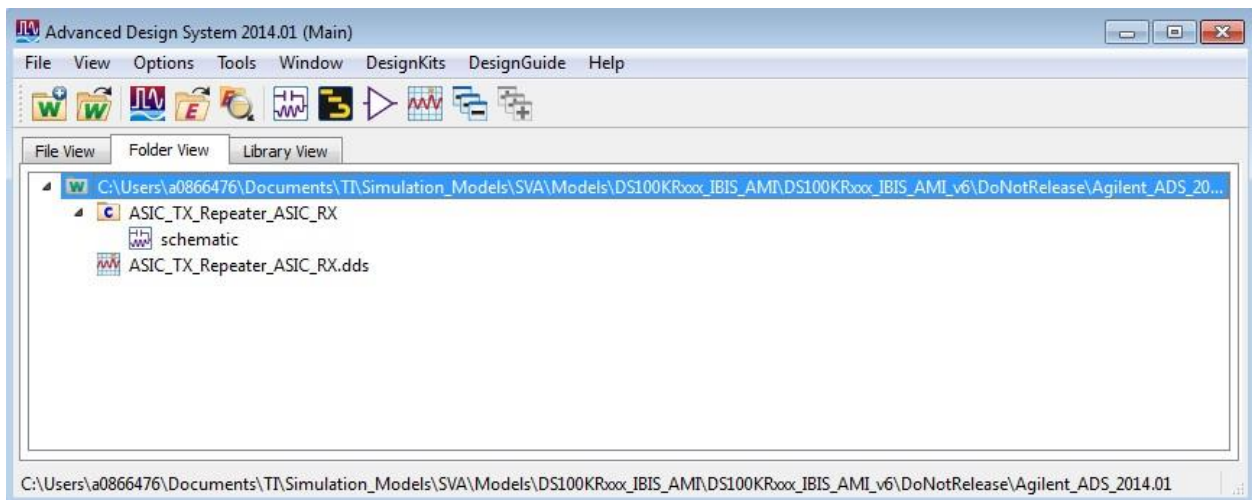 Advanced Design System 2014.01 (Main)
File View Options Tools Window DesignKits DesignGuide Help
File View Folder View Library View
C:\Users\a0866476\Documents\TI\Simulation_Models\SVA\Models\DS100KRxxx_IBIS_AMI\DS100KRxxx_IBIS_AMI_v6\DoNotRelease\Agilent_ADS_20...
ASIC_TX_Repeater_ASIC_RX
schematic
ASIC_TX_Repeater_ASIC_RX.dds
C:\Users\a0866476\Documents\TI\Simulation_Models\SVA\Models\DS100KRxxx_IBIS_AMI\DS100KRxxx_IBIS_AMI_v6\DoNotRelease\Agilent_ADS_2014.01